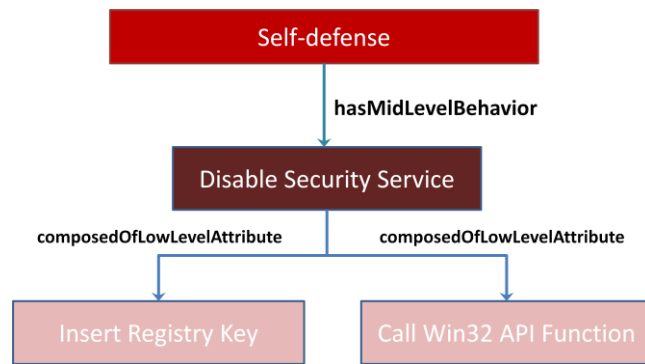 Self-defense
hasMidLevelBehavior
Disable Security Service
composedOfLowLevelAttribute
composedOfLowLevelAttribute
Insert Registry Key
Call Win32 API Function